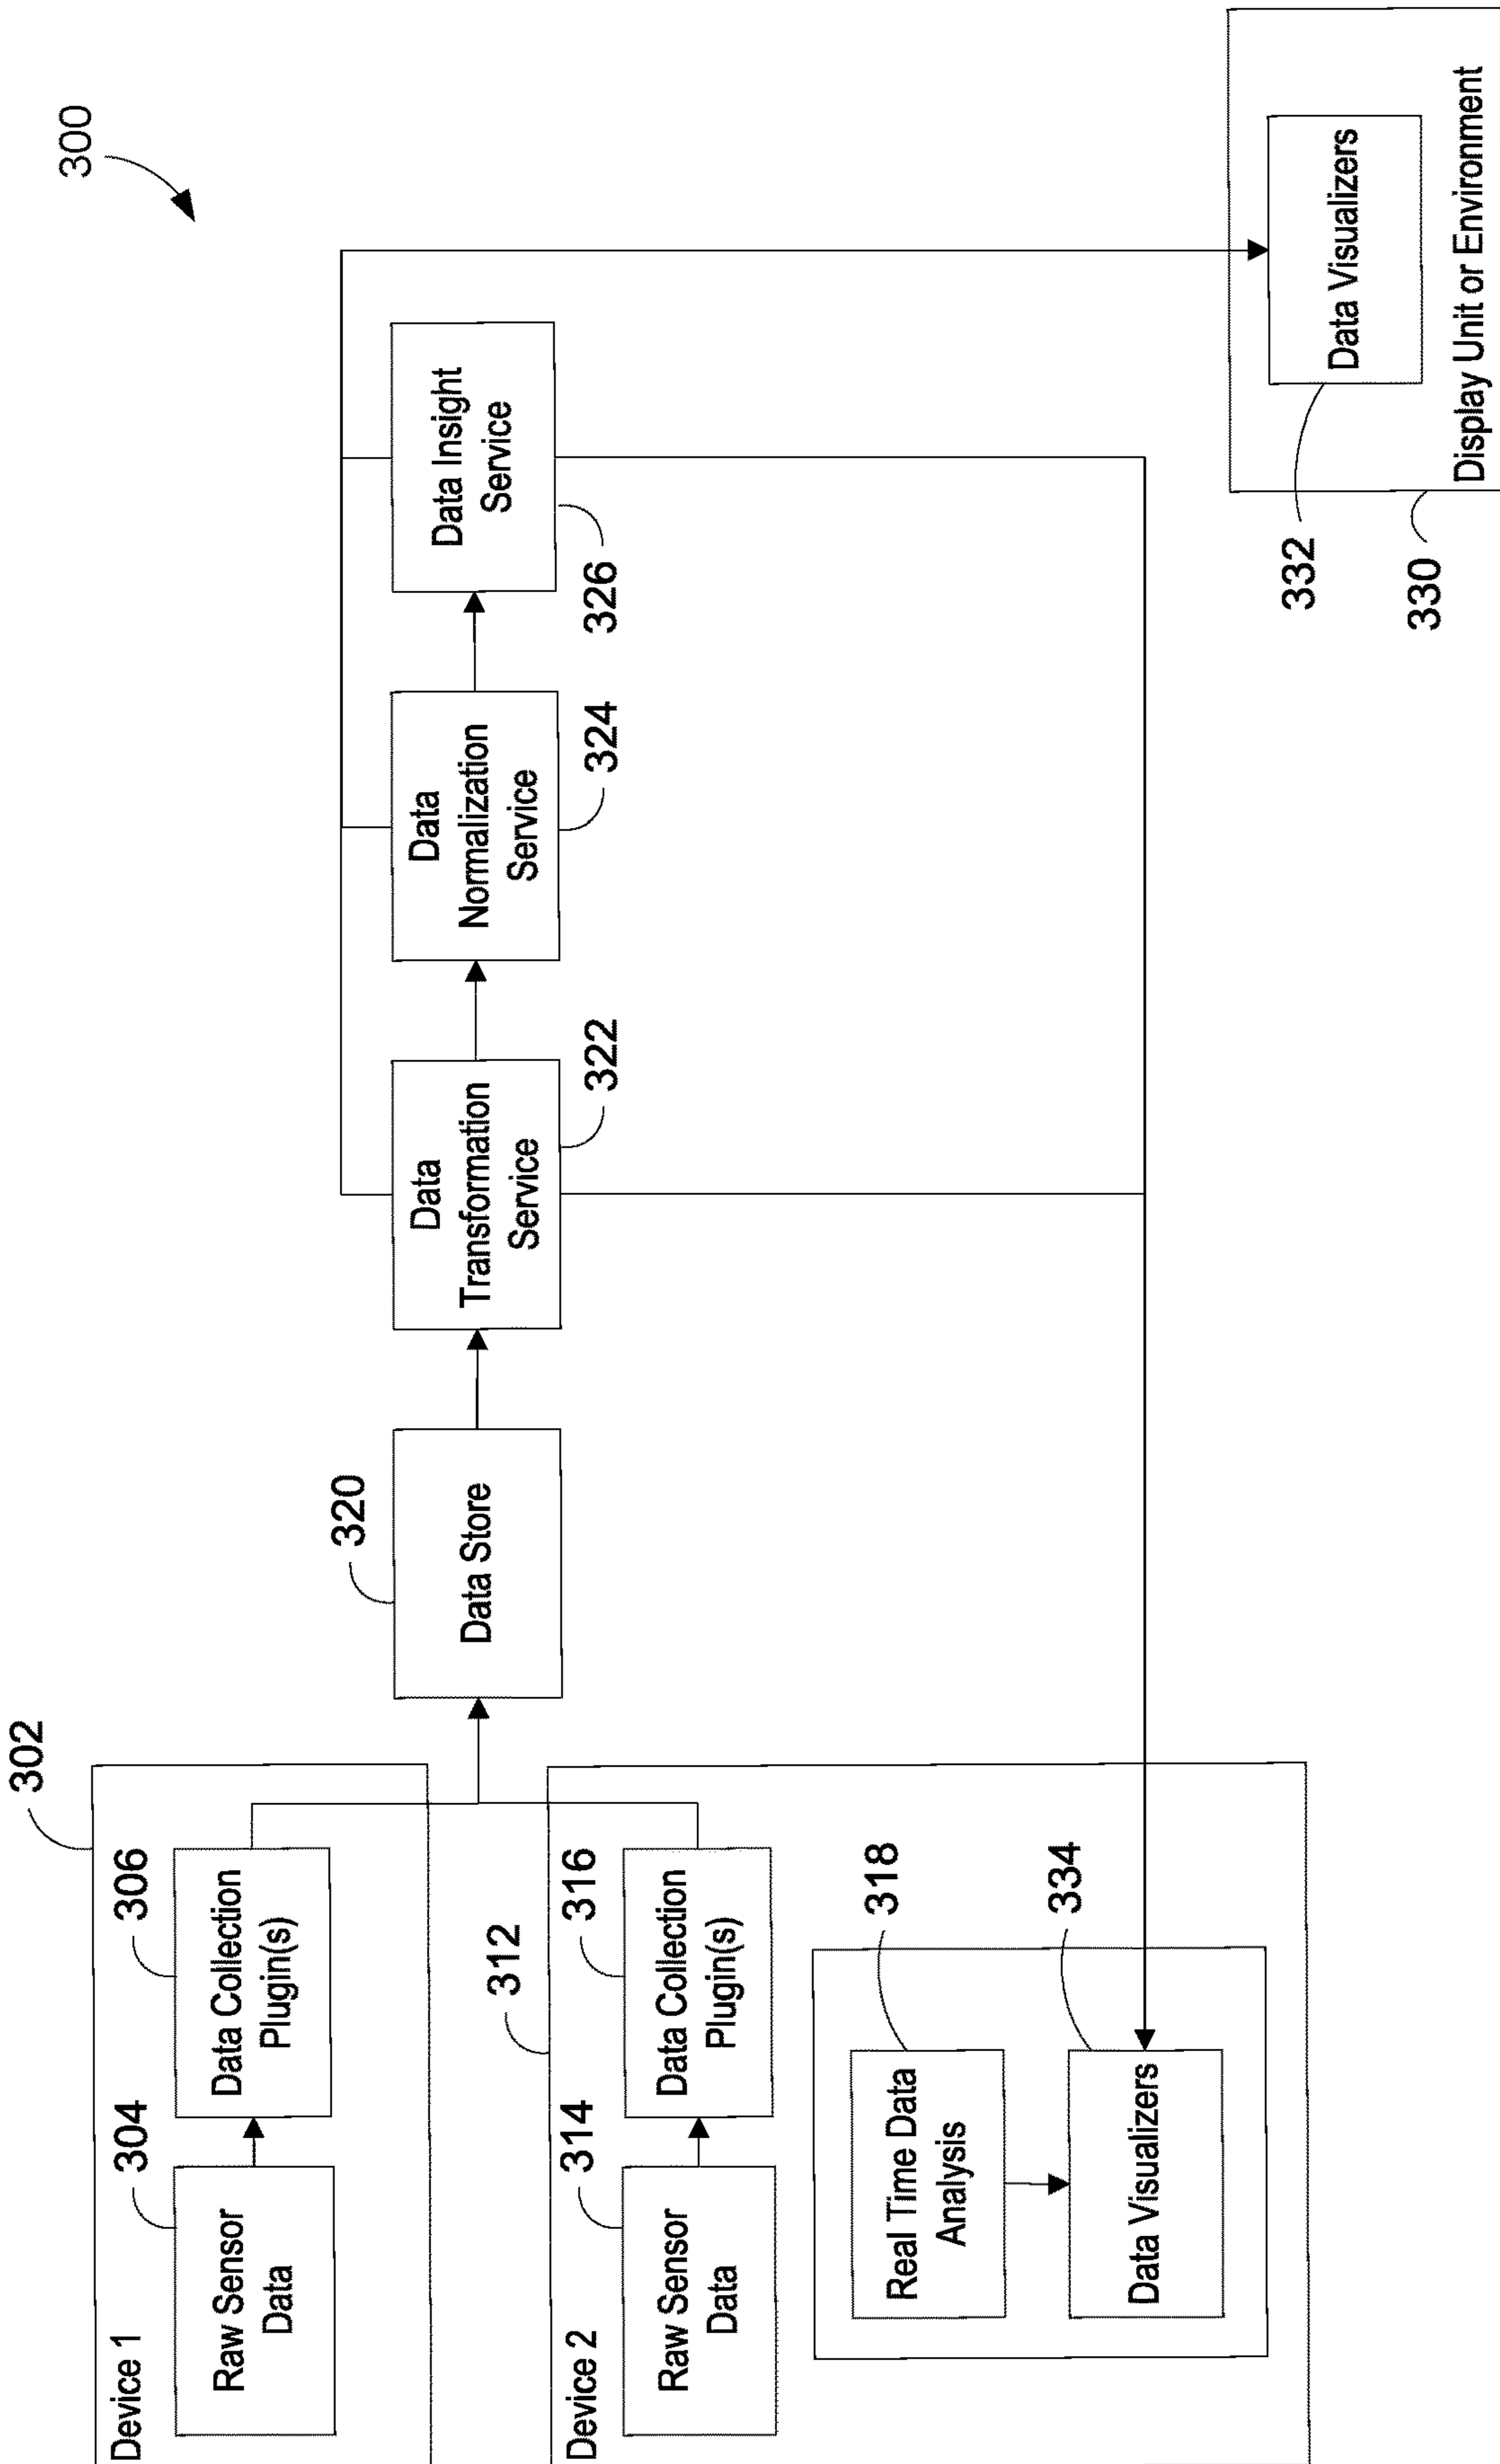 300
302
Device 1
304
Raw Sensor
Data
306
Data Collection
Plugin(s)
312
Device 2
314
Raw Sensor
Data
316
Data Collection
Plugin(s)
318
Real Time Data
Analysis
334
Data Visualizers
320
Data Store
Data
Transformation
Service
322
Data
Normalization
Service
324
Data Insight
Service
326
332
Data Visualizers
330
Display Unit or Environment